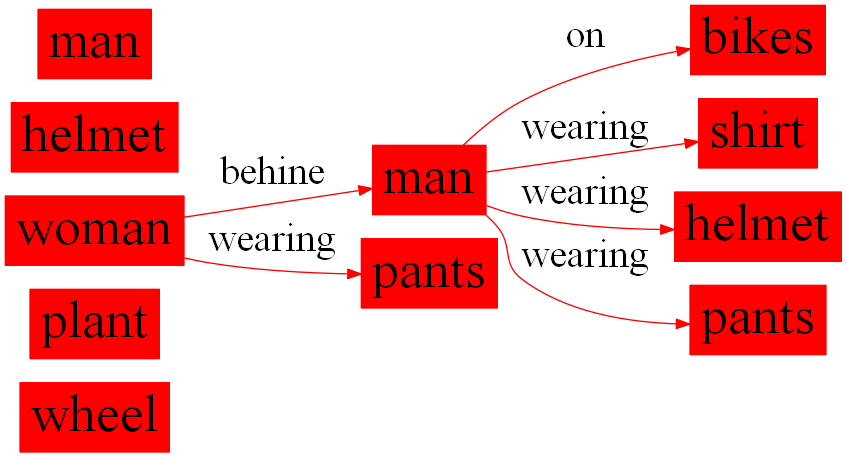 man
helmet
woman
plant
wheel
behine
wearing
man
pants
on
wearing
wearing
wearing
bikes
shirt
helmet
pants